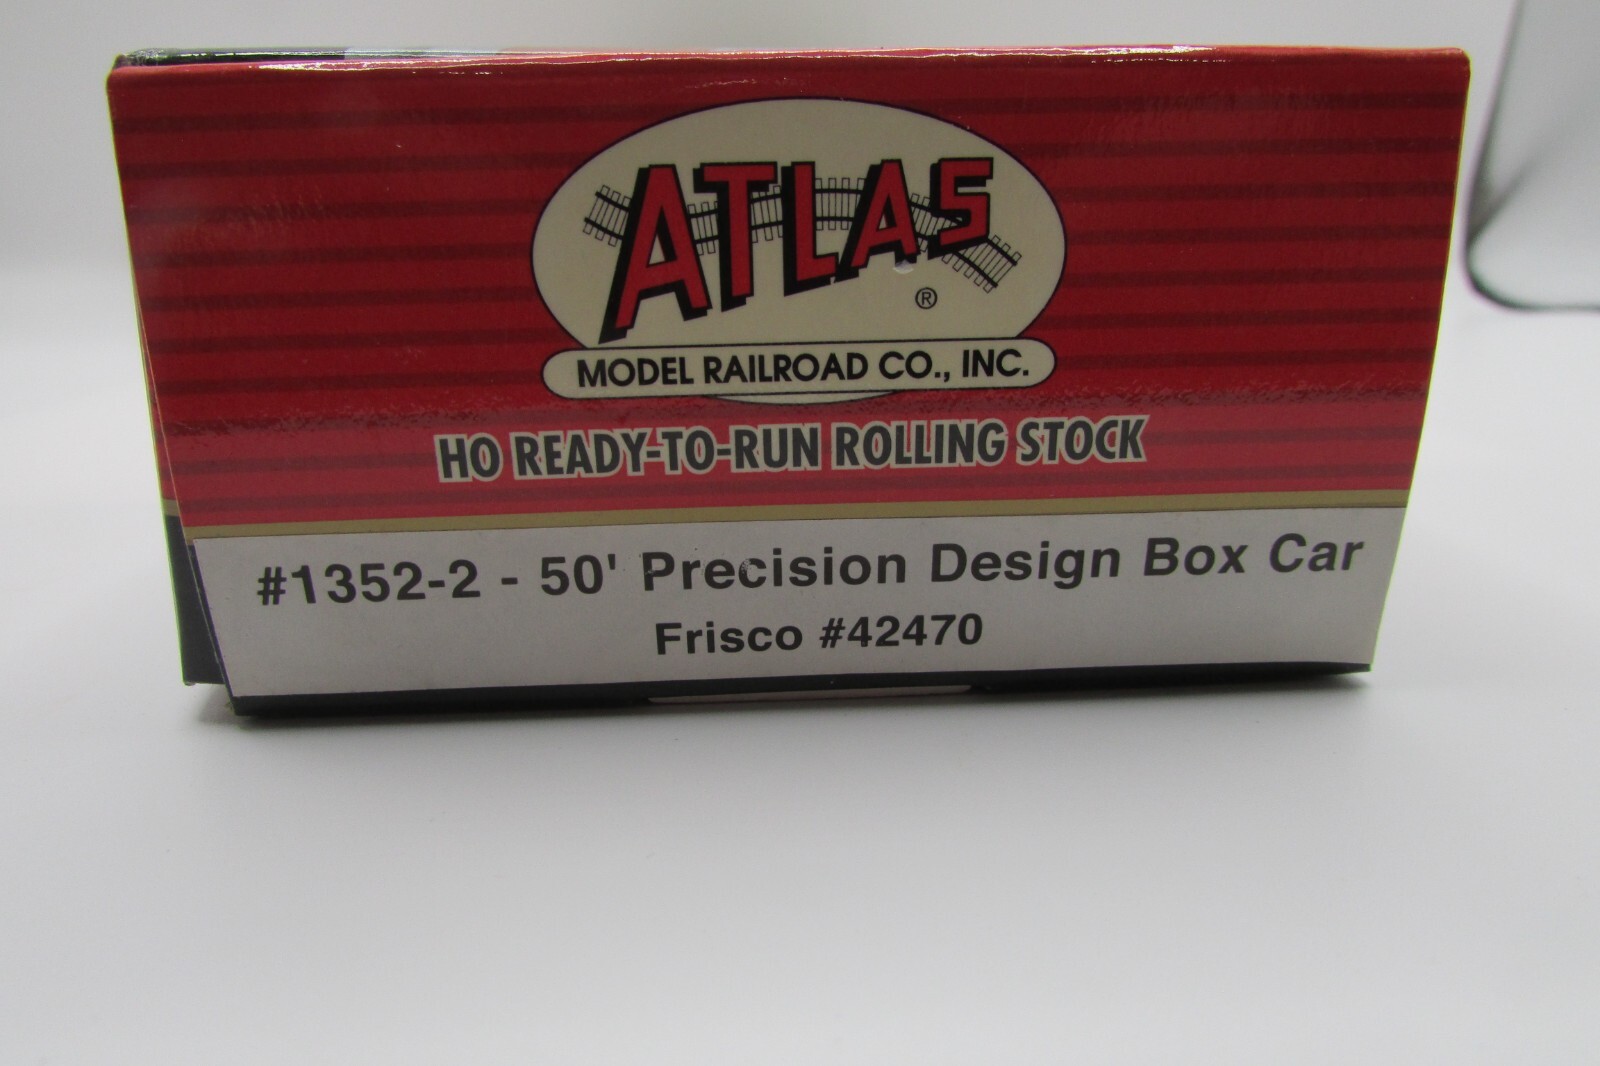 ATLAS
®
MODEL RAILROAD CO., INC.
HO READY-TO-RUN ROLLING STOCK
#1352-2 - 50' Precision Design Box Car
Frisco #42470